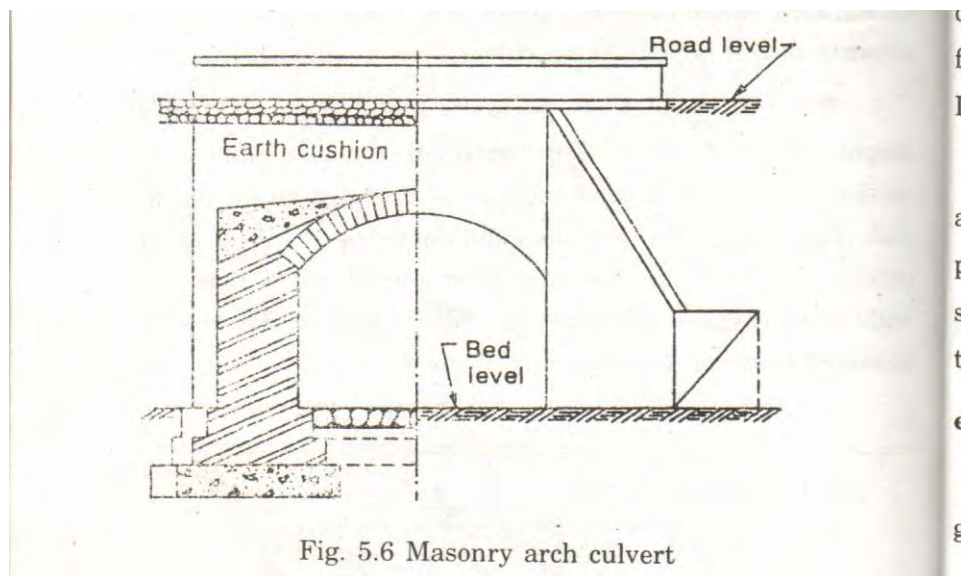 Road level
Earth cushion
Bed
level
Fig. 5.6 Masonry arch culvert